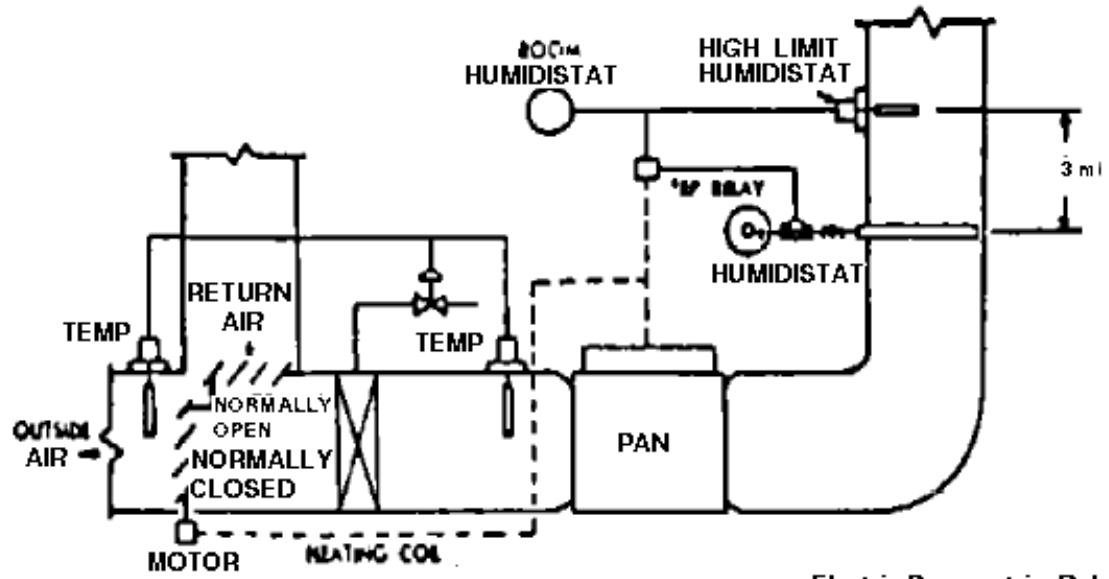 ROOM
HUMIDISTAT
HIGH LIMIT
HUMIDISTAT
3 m
RELAY
HUMIDISTAT
RETURN
AIR
TEMP
TEMP
NORMALLY
OPEN
OUTSIDE
AIR
NORMALLY
CLOSED
PAN
MOTOR
HEATING COIL